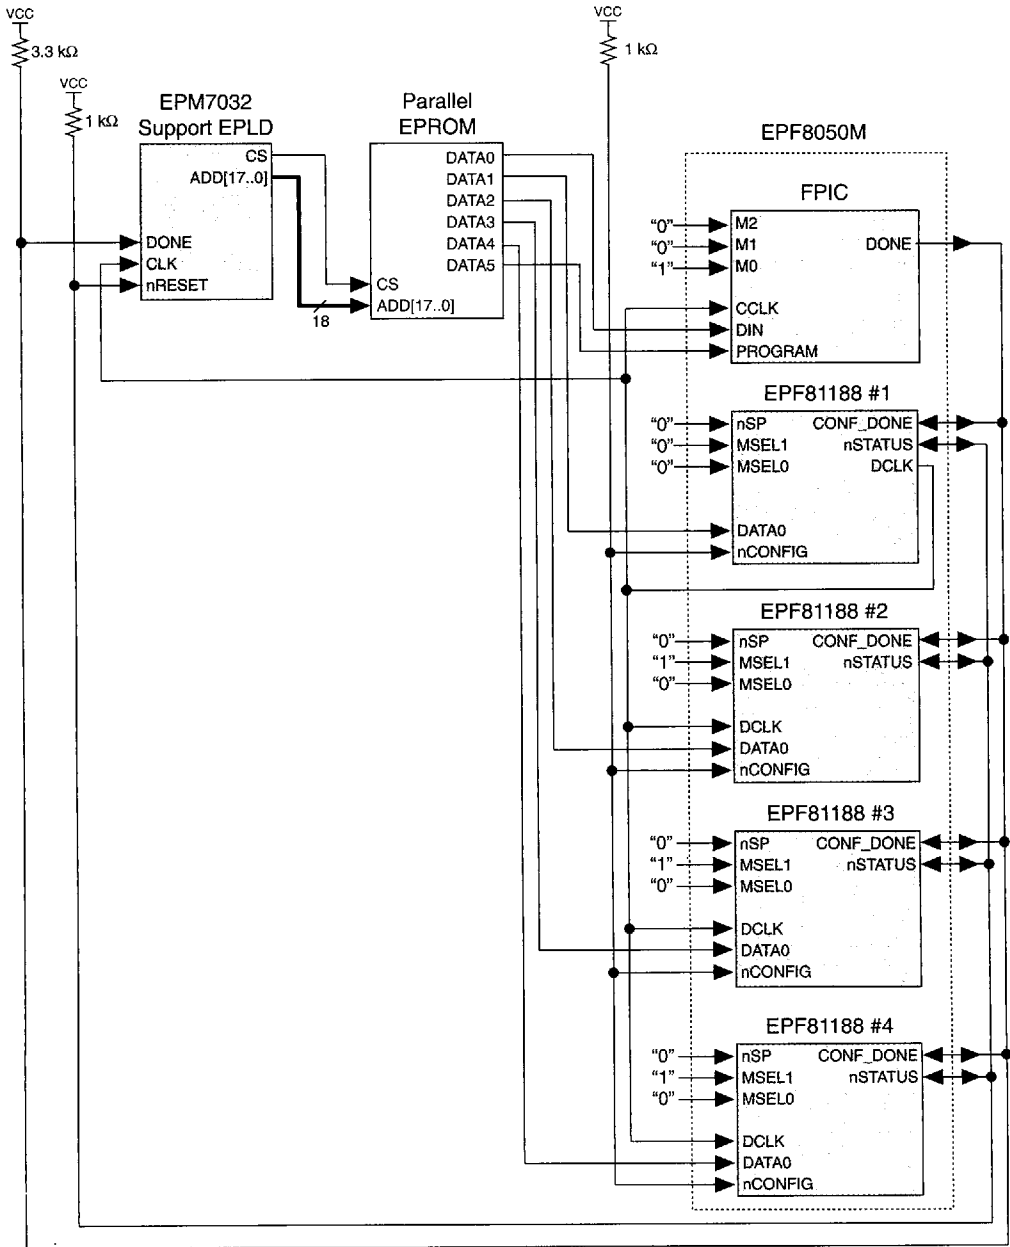 VCC
3.3 kΩ
VCC
1 kΩ
VCC
1 kΩ
EPM7032
Support EPLD
CS
ADD[17..0]
DONE
CLK
nRESET
Parallel
EPROM
DATA0
DATA1
DATA2
DATA3
DATA4
DATA5
CS
ADD[17..0]
18
EPF8050M
FPIC
"0" M2
"0" M1
"1" M0
DONE
CCLK
DIN
PROGRAM
EPF81188 #1
"0" nSP CONF_DONE
"0" MSEL1 nSTATUS
"0" MSEL0 DCLK
DATA0
nCONFIG
EPF81188 #2
"0" nSP CONF_DONE
"1" MSEL1 nSTATUS
"0" MSEL0
DCLK
DATA0
nCONFIG
EPF81188 #3
"0" nSP CONF_DONE
"1" MSEL1 nSTATUS
"0" MSEL0
DCLK
DATA0
nCONFIG
EPF81188 #4
"0" nSP CONF_DONE
"1" MSEL1 nSTATUS
"0" MSEL0
DCLK
DATA0
nCONFIG